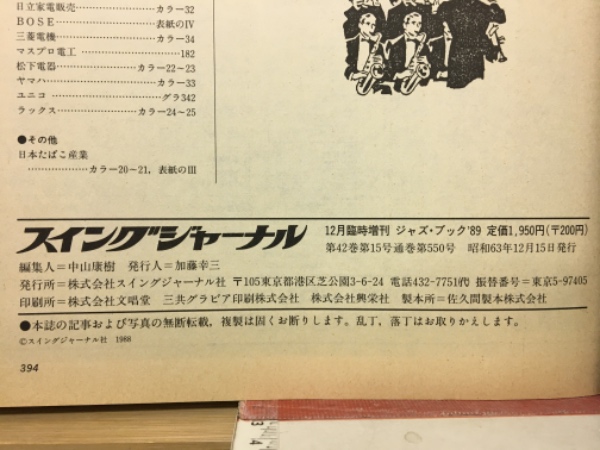 日立家電販売……………カラー32
BOSE……………表紙のIV
三菱電機……………カラー34
マスプロ電工……………182
松下電器……………カラー22〜23
ヤマハ……………カラー33
ユニコ……………グラ342
ラックス……………カラー24〜25
●その他
日本たばこ産業
………………カラー20〜21, 表紙のIII
スイングジャーナル
12月臨時増刊 ジャズ・ブック'89 定価1,950円(〒200円)
第42巻第15号通巻第550号 昭和63年12月15日発行
編集人=中山康樹 発行人=加藤幸三
発行所=株式会社スイングジャーナル社 〒105東京都港区芝公園3-6-24 電話432-7751代 振替番号=東京5-97405
印刷所=株式会社文唱堂 三共グラビア印刷株式会社 株式会社興栄社 製本所=佐久間製本株式会社
●本誌の記事および写真の無断転載,複製は固くお断りします。乱丁,落丁はお取りかえします。
©スイングジャーナル社 1988
394
3 4